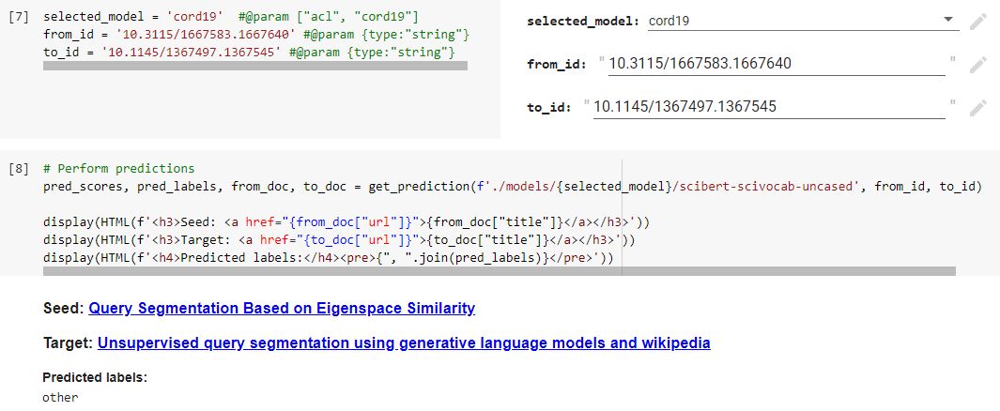 [7] selected_model = 'cord19' #@param ["acl", "cord19"]
from_id = '10.3115/1667583.1667640' #@param {type:"string"}
to_id = '10.1145/1367497.1367545' #@param {type:"string"}
selected_model: cord19
from_id: "10.3115/1667583.1667640"
to_id: "10.1145/1367497.1367545"
[8] # Perform predictions
pred_scores, pred_labels, from_doc, to_doc = get_prediction(f'./models/{selected_model}/scibert-scivocab-uncased', from_id, to_id)
display(HTML(f'<h3>Seed: <a href="{from_doc["url"]}">{from_doc["title"]}</a></h3>'))
display(HTML(f'<h3>Target: <a href="{to_doc["url"]}">{to_doc["title"]}</a></h3>'))
display(HTML(f'<h4>Predicted labels:</h4><pre>{", ".join(pred_labels)}</pre>'))
Seed: Query Segmentation Based on Eigenspace Similarity
Target: Unsupervised query segmentation using generative language models and wikipedia
Predicted labels:
other